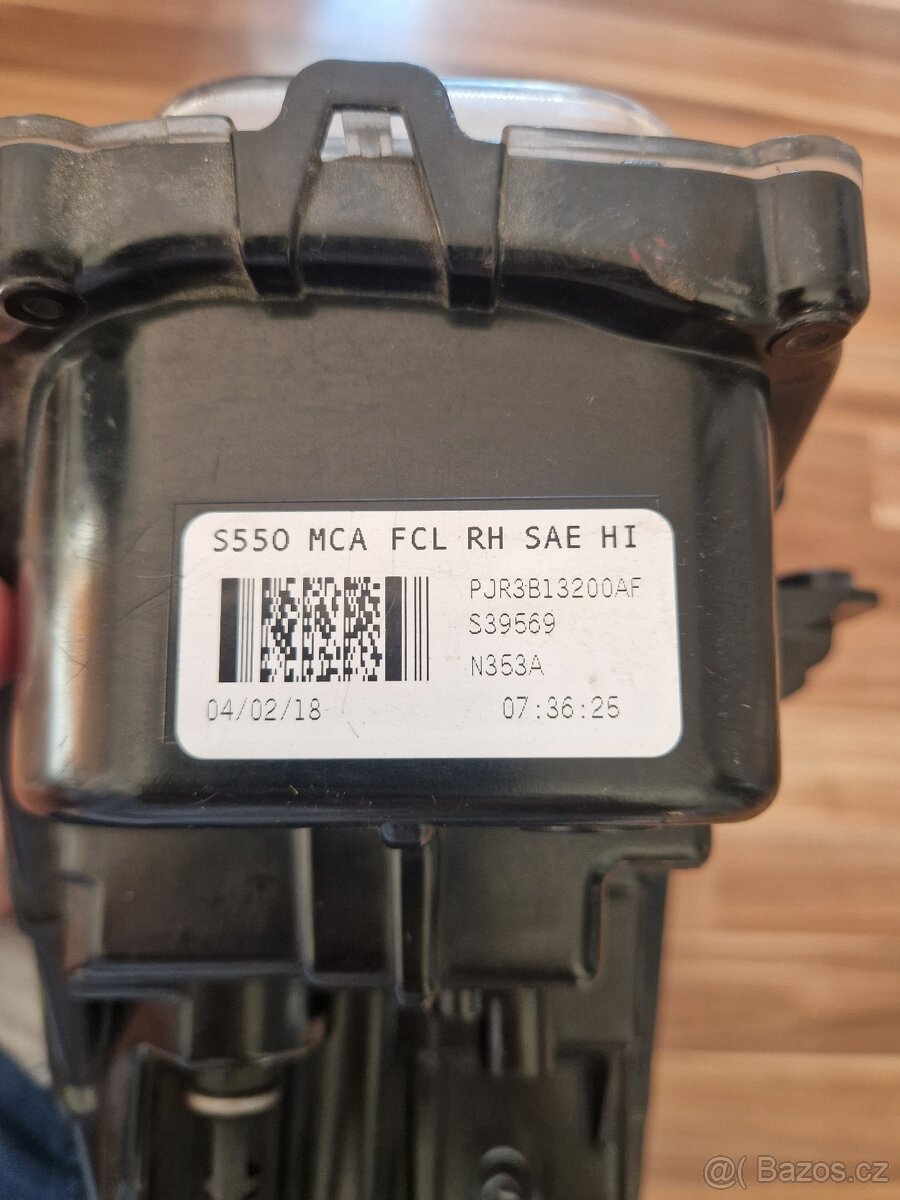 S550 MCA FCL RH SAE HI
PJR3B13200AF
S39569
N353A
04/02/18 07:36:25
@( Bazos.cz